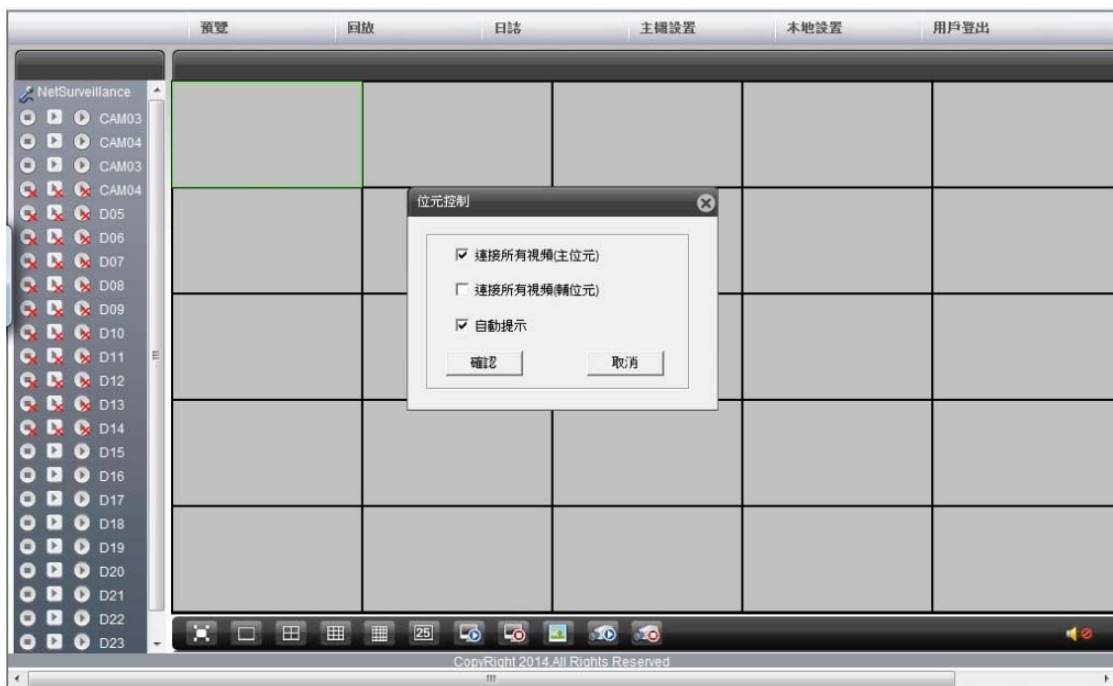 預覽 回放 日誌 主機設置 本地設置 用戶登出
NetSurveillance
CAM03
CAM04
CAM03
CAM04
D05
D06
D07
D08
D09
D10
D11
D12
D13
D14
D15
D16
D17
D18
D19
D20
D21
D22
D23
位元控制
連接所有視頻(主位元)
連接所有視頻(輔位元)
自動提示
確認 取消
25
CopyRight 2014,All Rights Reserved